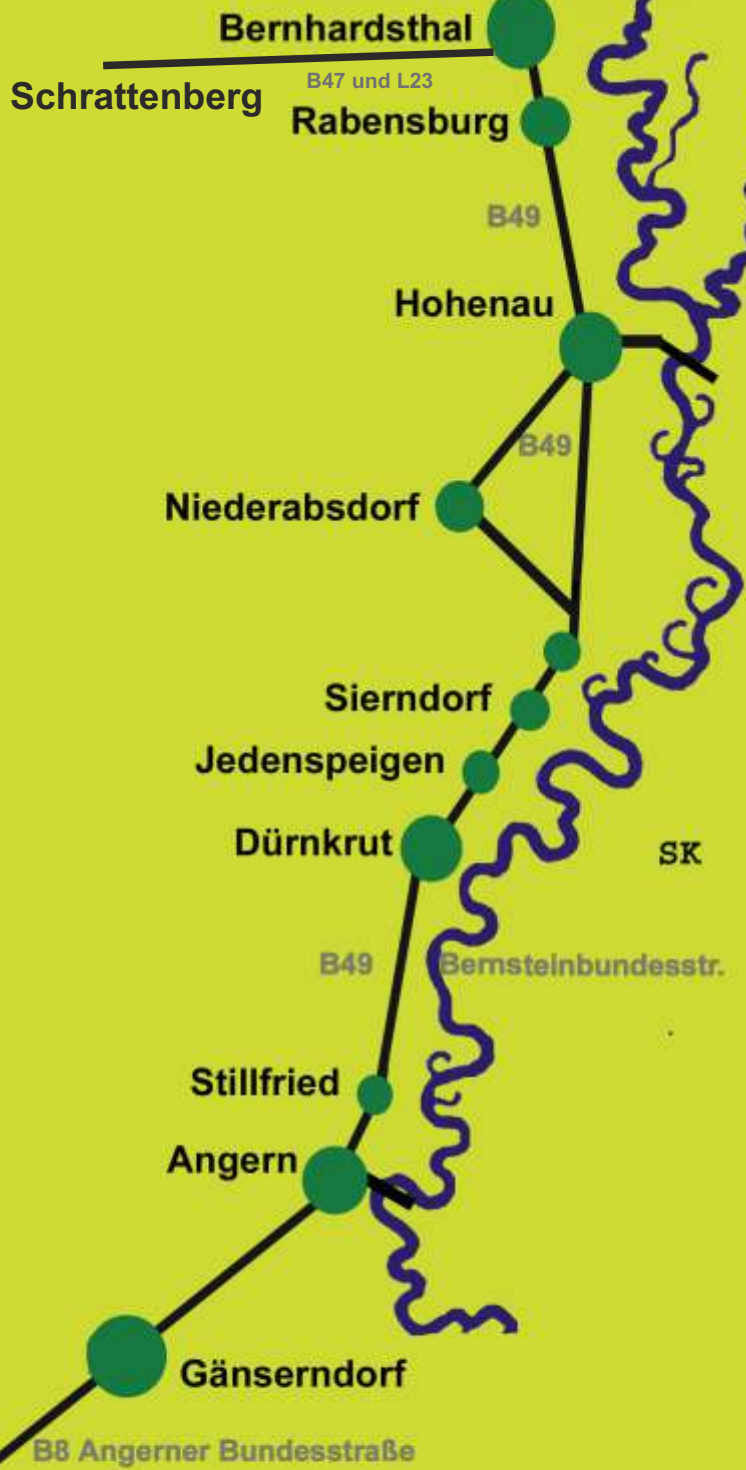 Bernhardsthal
B47 und L23
Schrattenberg
Rabensburg
B49
Hohenau
B49
Niederabsdorf
Sierndorf
Jedenspeigen
Dürnkrut
SK
B49
Bernsteinbundesstr.
Stillfried
Angern
Gänserndorf
B8 Angerner Bundesstraße